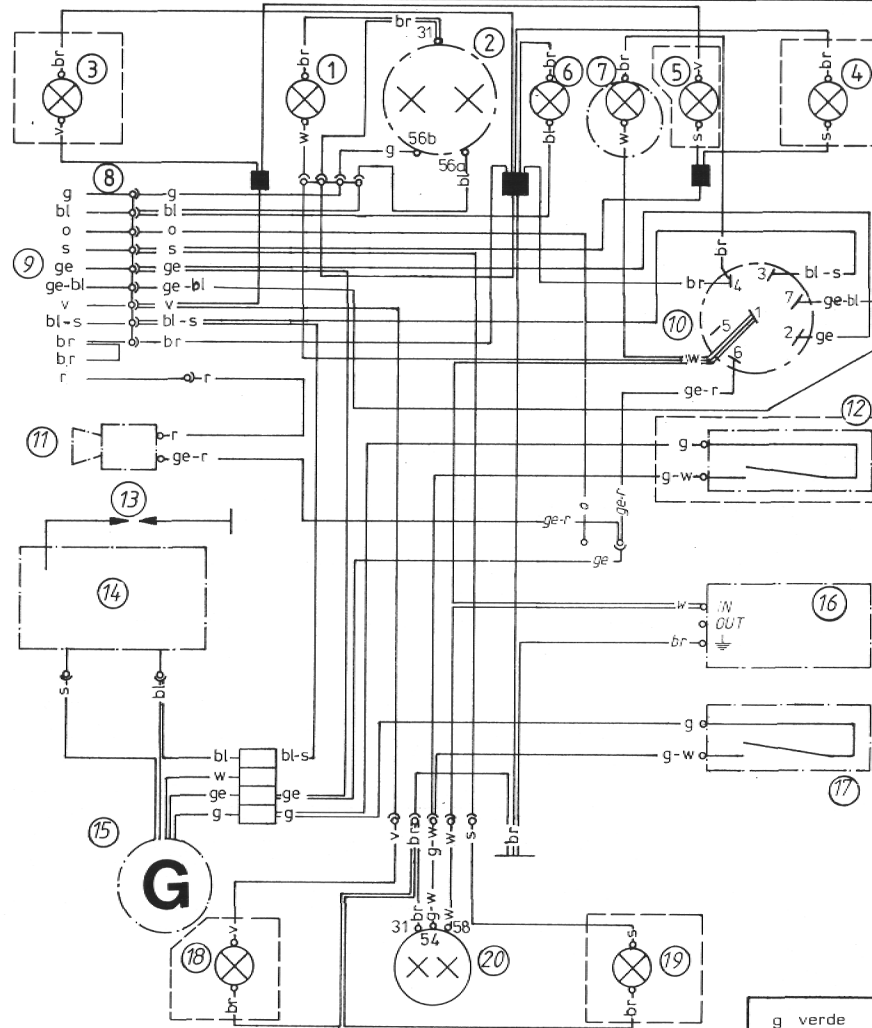 br
31
2
br
3
br
1
6
br
7
br
v
5
br
4
v
w
56b
g
56a
bl
bl
w
s
s
8
g g
bl bl
o o
s s
9
ge ge
ge-bl ge-bl
v v
bl-s bl-s
br br
br
r r
br
br
4
3
bl-s
7
ge-bl
10
5
1
2
ge
w
6
ge-r
11
r
ge-r
12
g
g-w
13
o
ge-r
ge-r
ge
14
16
w
IN
OUT
br
s
bl
g
g-w
17
bl bl-s
w
ge ge
g g
15
G
v
br
g-w
w
s
br
31
br
g-w
w
58
54
20
18
v
br
19
s
br
g verde